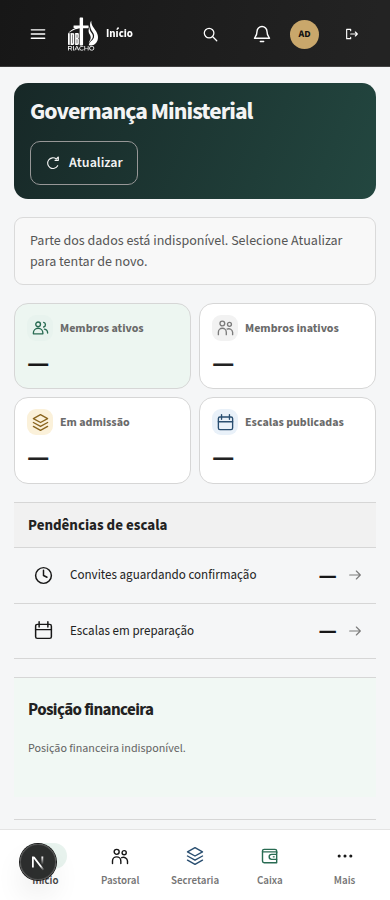 RIACHO
Início
AD
Governança Ministerial
Atualizar
Parte dos dados está indisponível. Selecione Atualizar
para tentar de novo.
Membros ativos
—
Membros inativos
—
Em admissão
—
Escalas publicadas
—
Pendências de escala
Convites aguardando confirmação —
Escalas em preparação —
Posição financeira
Posição financeira indisponível.
N
Início
Pastoral
Secretaria
Caixa
Mais